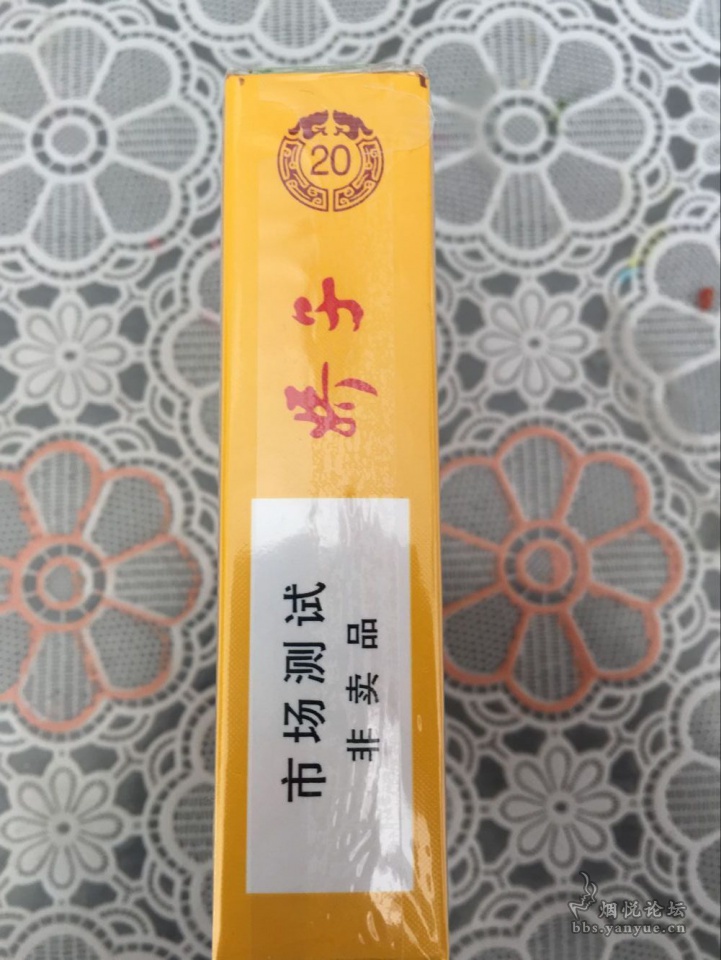 20
娇子
市场测试
非卖品
烟悦论坛
bbs.yanyue.cn